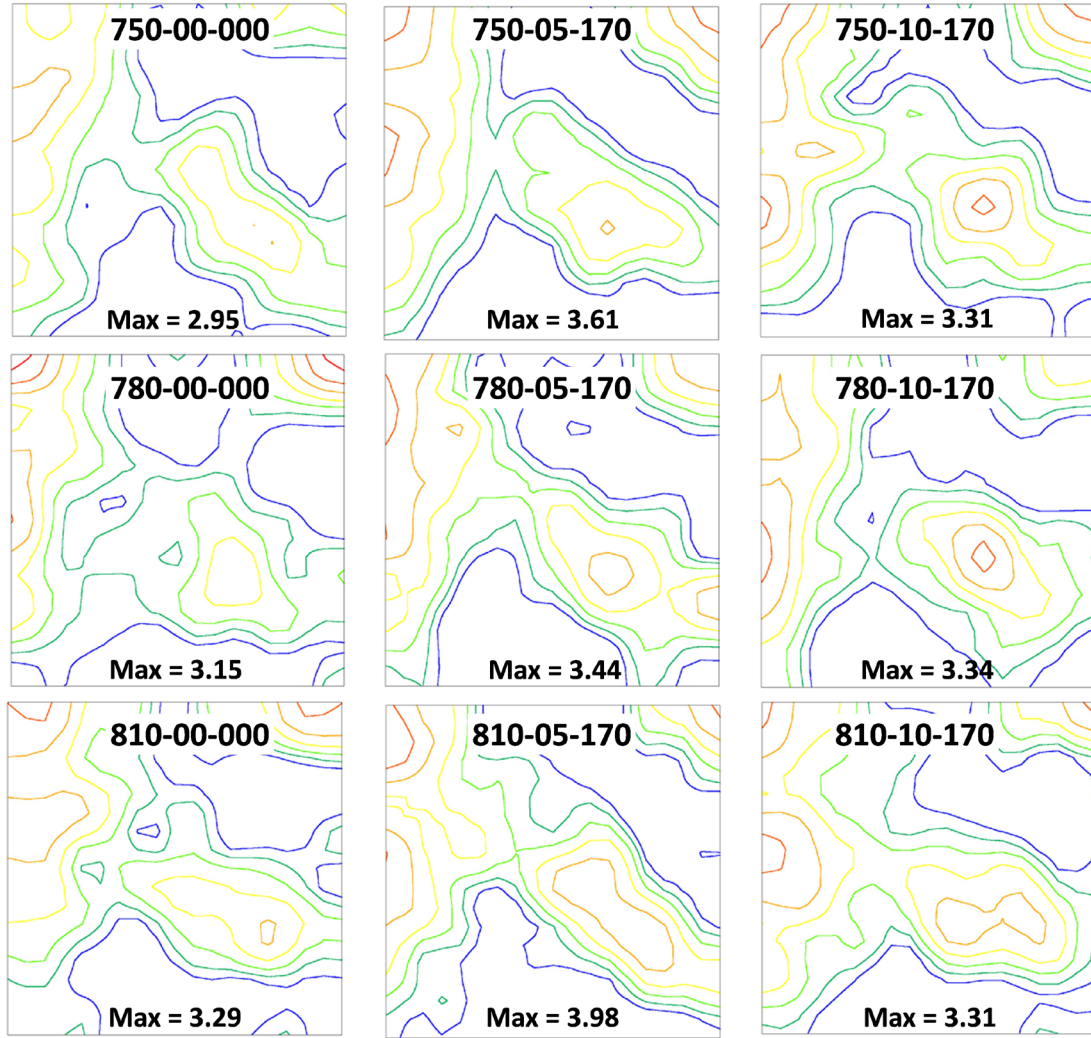 750-00-000
750-05-170
750-10-170
Max = 2.95
Max = 3.61
Max = 3.31
780-00-000
780-05-170
780-10-170
Max = 3.15
Max = 3.44
Max = 3.34
810-00-000
810-05-170
810-10-170
Max = 3.29
Max = 3.98
Max = 3.31